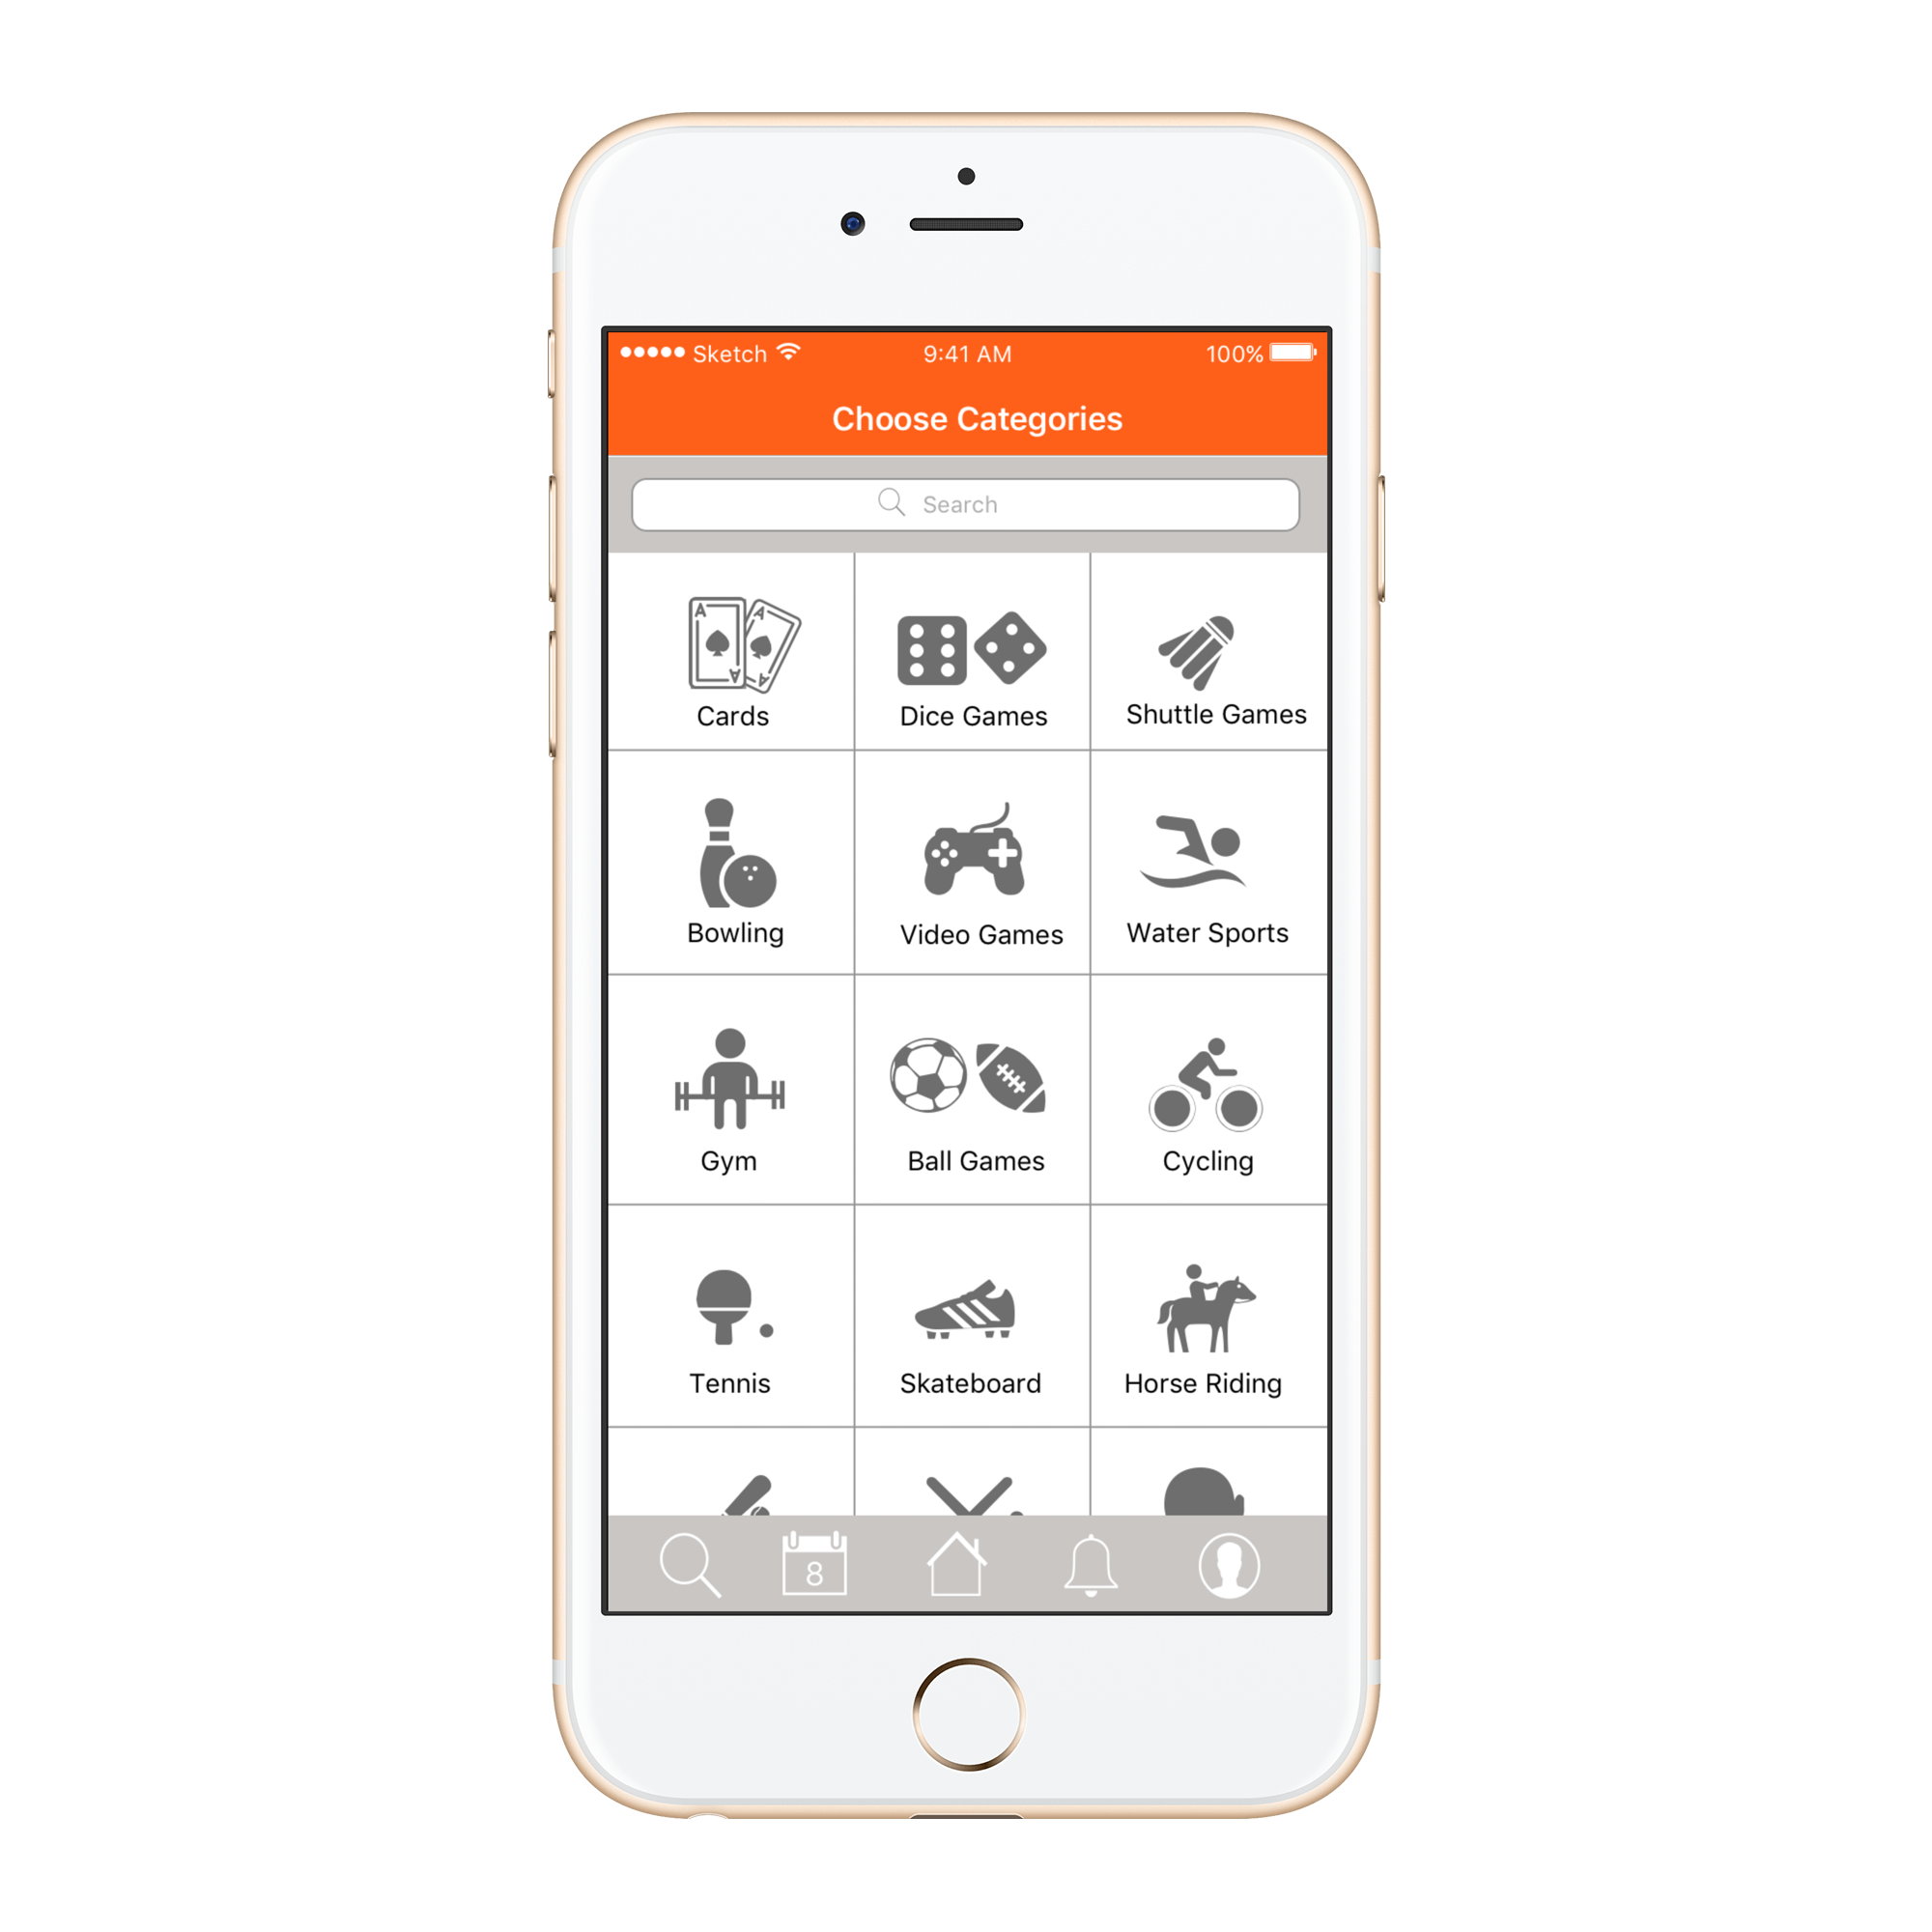 Sketch 9:41 AM 100%
Choose Categories
Search
A A A A
Cards Dice Games Shuttle Games
Bowling Video Games Water Sports
Gym Ball Games Cycling
Tennis Skateboard Horse Riding
8